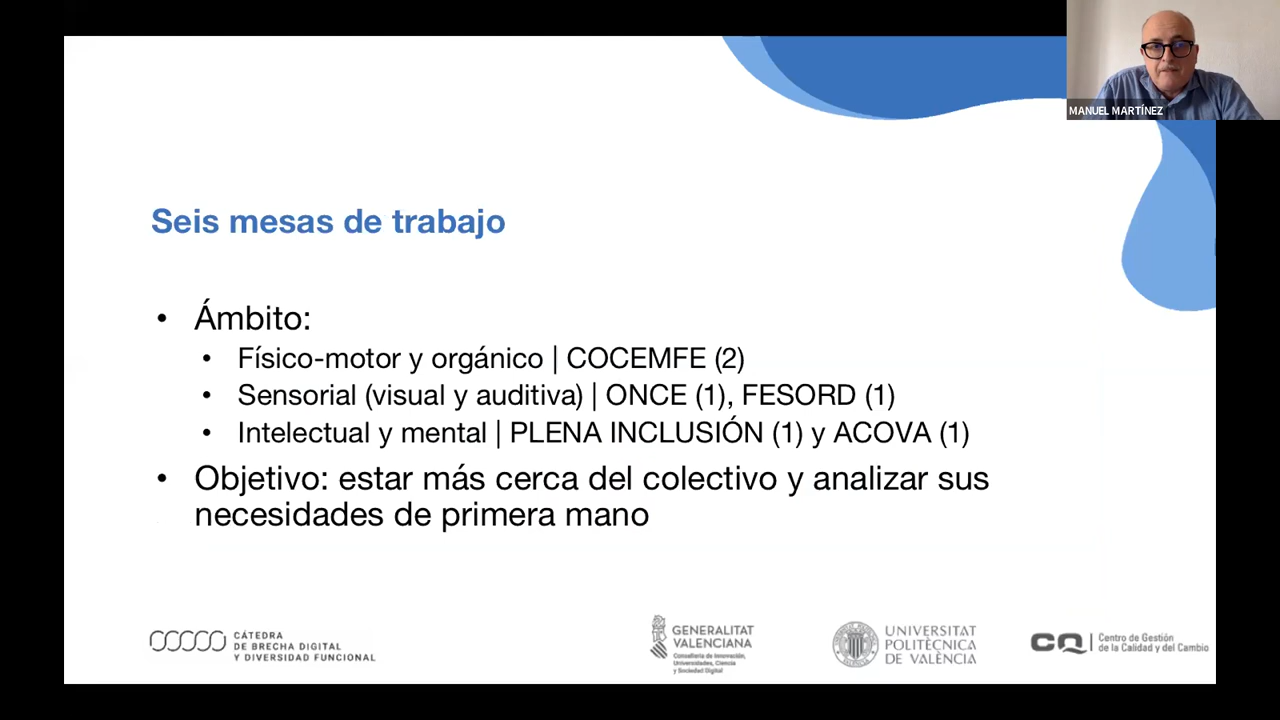 MANUEL MARTÍNEZ
Seis mesas de trabajo
• Ámbito:
• Físico-motor y orgánico | COCEMFE (2)
• Sensorial (visual y auditiva) | ONCE (1), FESORD (1)
• Intelectual y mental | PLENA INCLUSIÓN (1) y ACOVA (1)
• Objetivo: estar más cerca del colectivo y analizar sus
necesidades de primera mano
CÁTEDRA
DE BRECHA DIGITAL
Y DIVERSIDAD FUNCIONAL
GENERALITAT
VALENCIANA
Conselleria de Innovación,
Universidades, Ciencia
y Sociedad Digital
UNIVERSITAT
POLITÈCNICA
DE VALÈNCIA
CQ
Centro de Gestión
de la Calidad y del Cambio